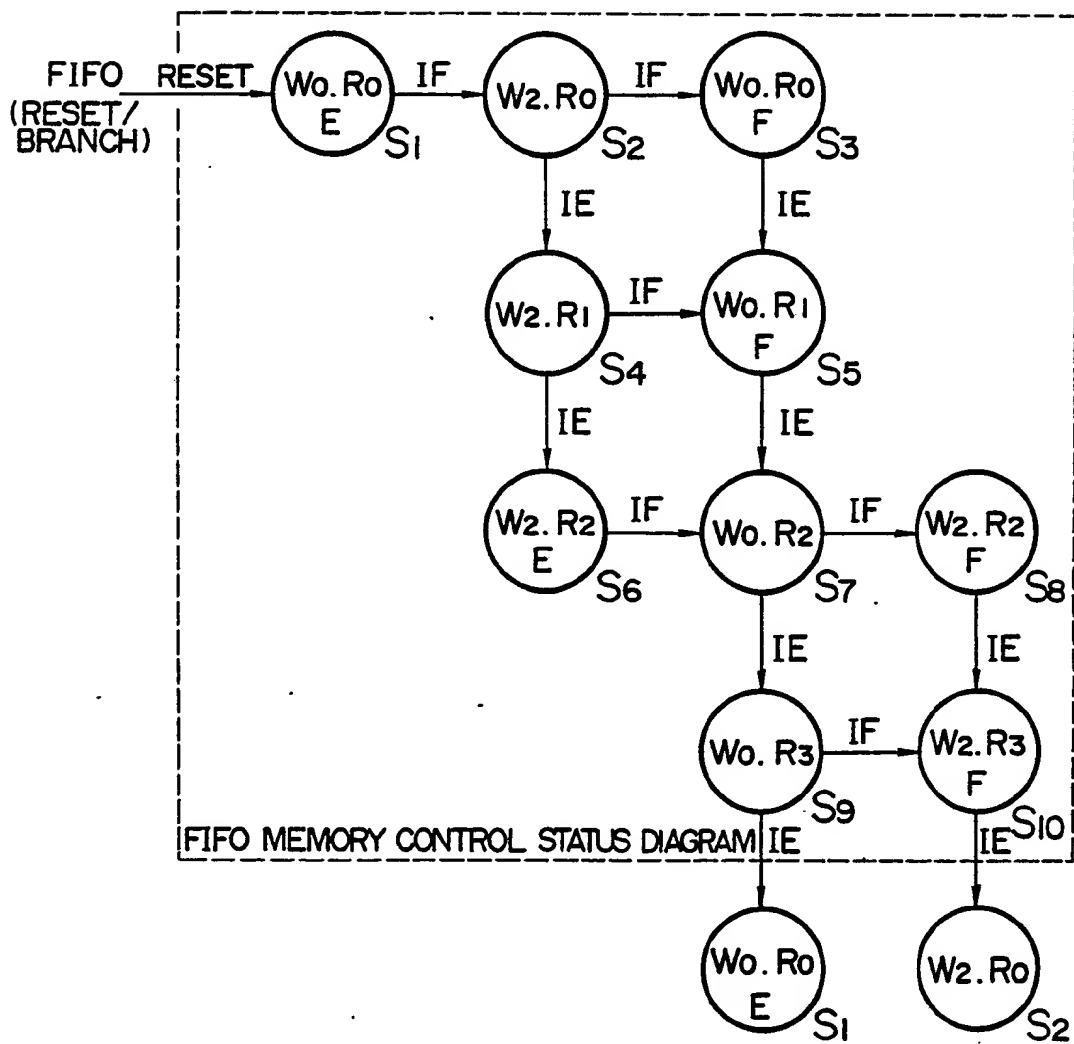 FIFO
(RESET/
BRANCH)
RESET
W0. R0
E
S1
IF
W2. R0
S2
IF
W0. R0
F
S3
IE
IE
W2. R1
S4
IF
W0. R1
F
S5
IE
IE
W2. R2
E
S6
IF
W0. R2
S7
IF
W2. R2
F
S8
IE
IE
W0. R3
S9
IF
W2. R3
F
S10
FIFO MEMORY CONTROL STATUS DIAGRAM
IE
IE
W0. R0
E
S1
W2. R0
S2